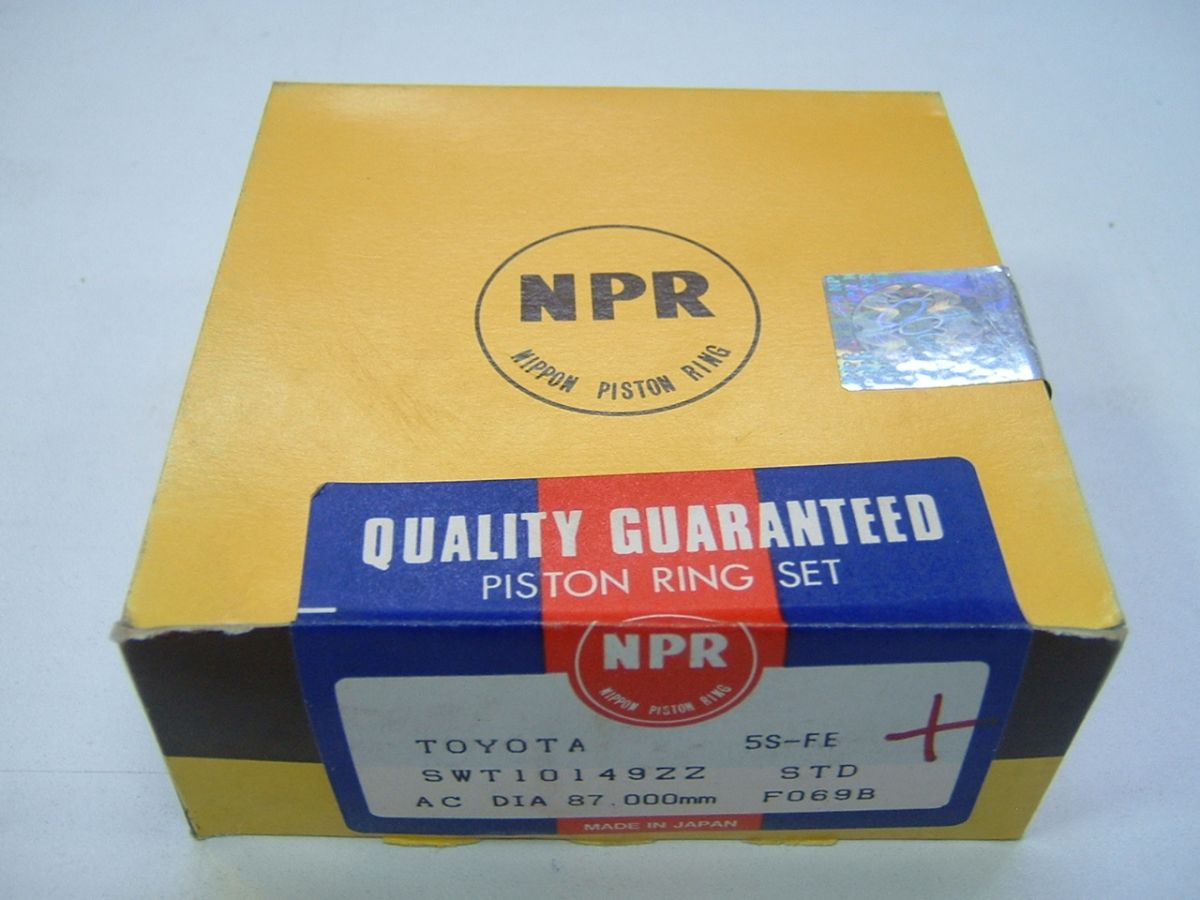 NPR
NIPPON PISTON RING
QUALITY GUARANTEED
PISTON RING SET
NPR
NIPPON PISTON RING
TOYOTA 5S-FE
SWT10149ZZ STD
AC DIA 87.000mm F069B
MADE IN JAPAN